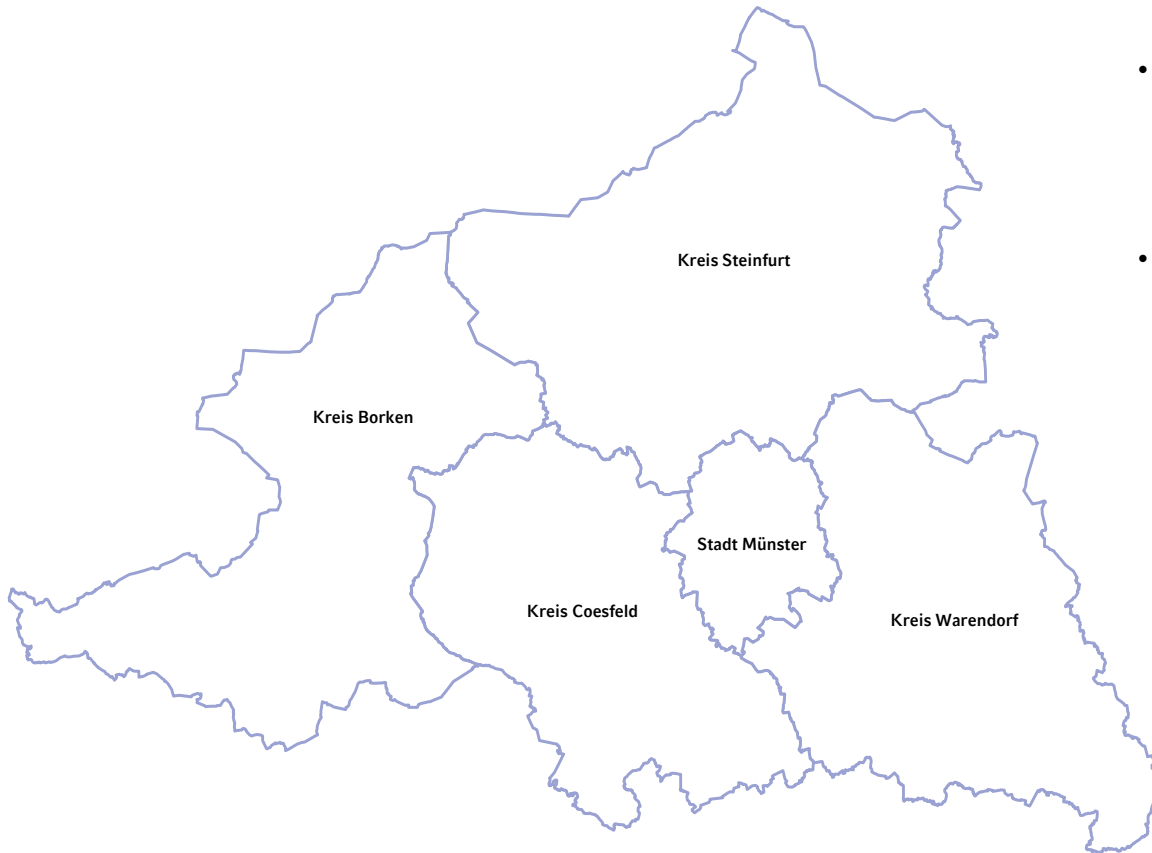 •
•
Kreis Steinfurt
Kreis Borken
Stadt Münster
Kreis Coesfeld
Kreis Warendorf